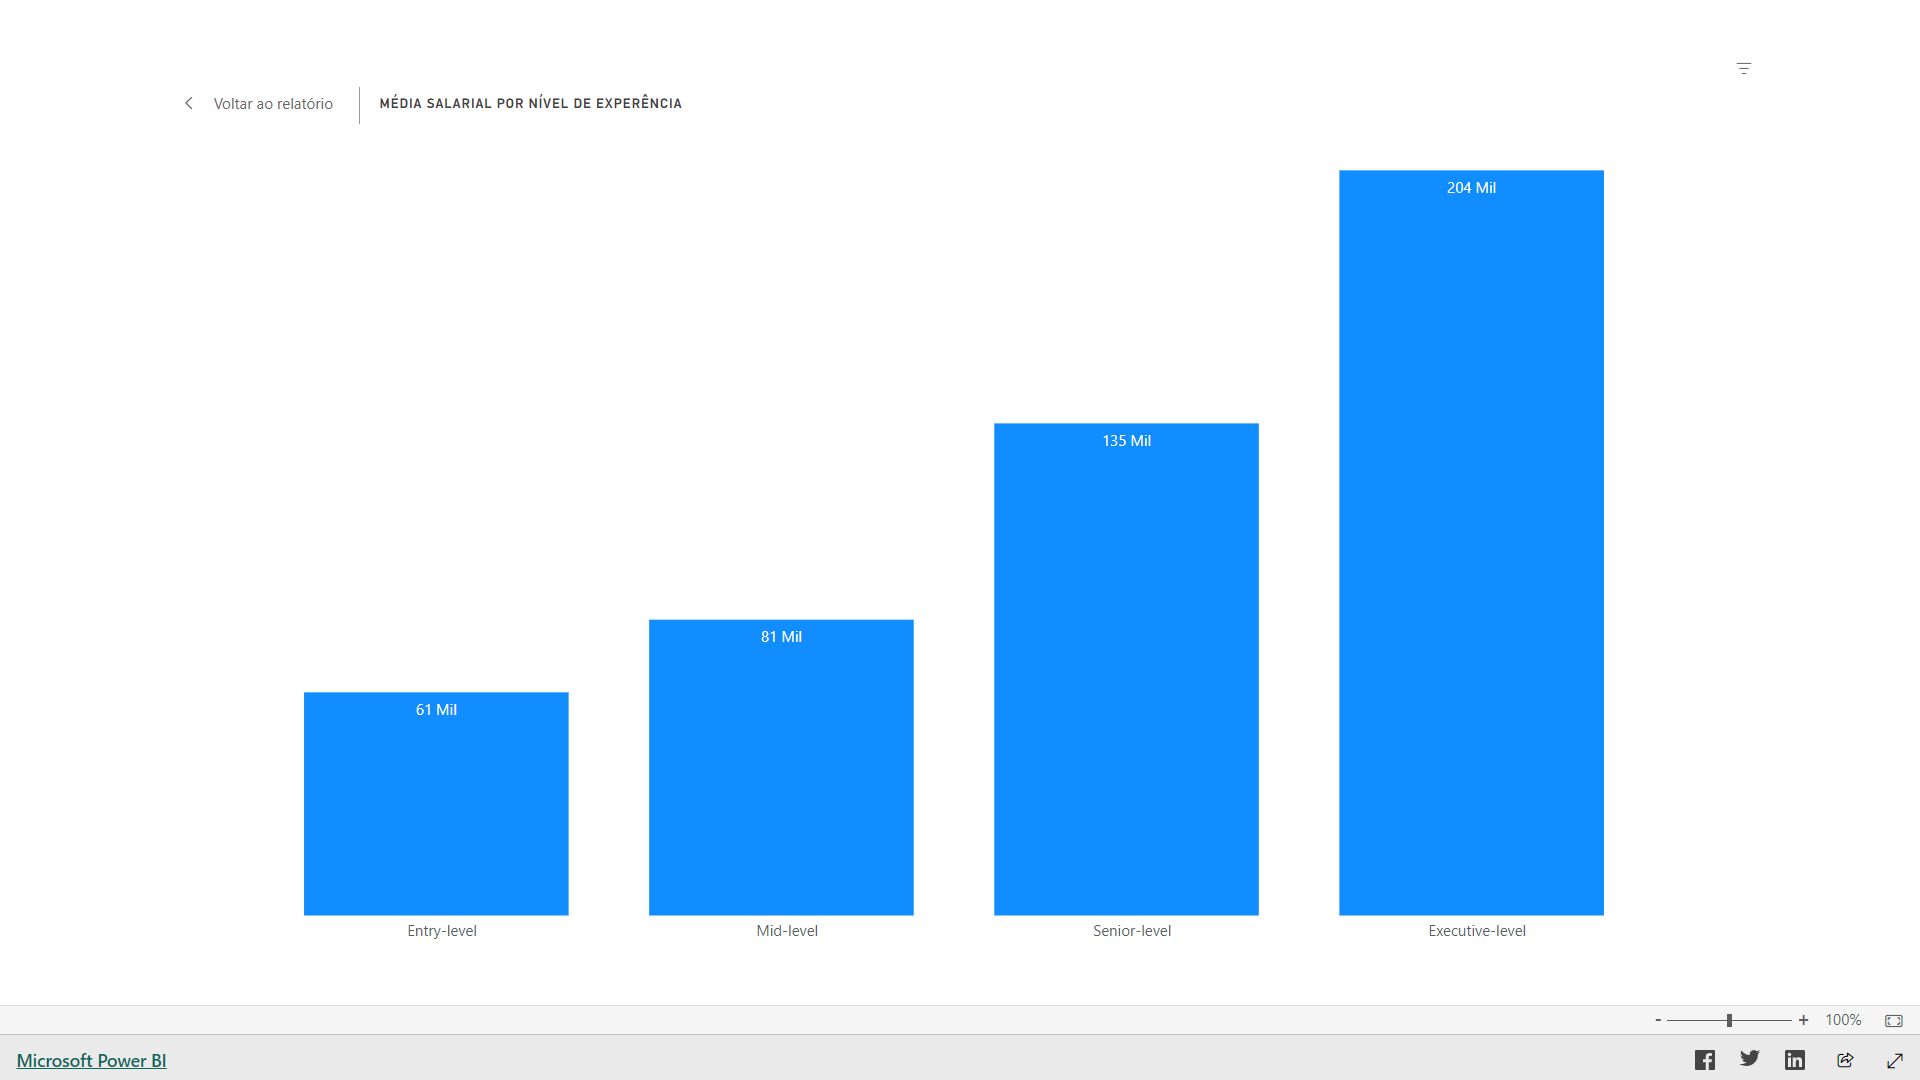 Voltar ao relatório
MÉDIA SALARIAL POR NÍVEL DE EXPERÊNCIA
204 Mil
135 Mil
81 Mil
61 Mil
Entry-level
Mid-level
Senior-level
Executive-level
- + 100%
Microsoft Power BI